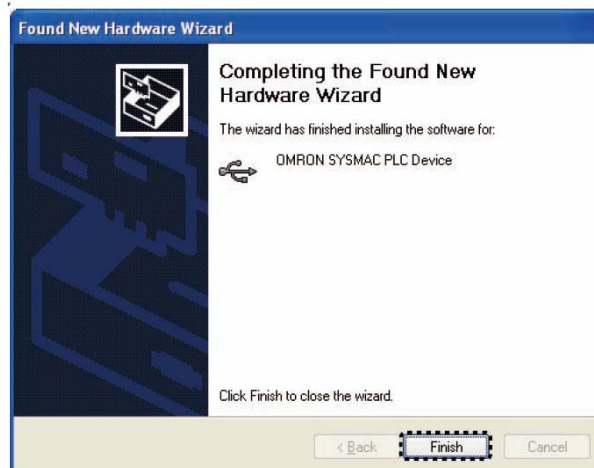 Found New Hardware Wizard
Completing the Found New
Hardware Wizard
The wizard has finished installing the software for:
OMRON SYSMAC PLC Device
Click Finish to close the wizard.
< Back
Finish
Cancel